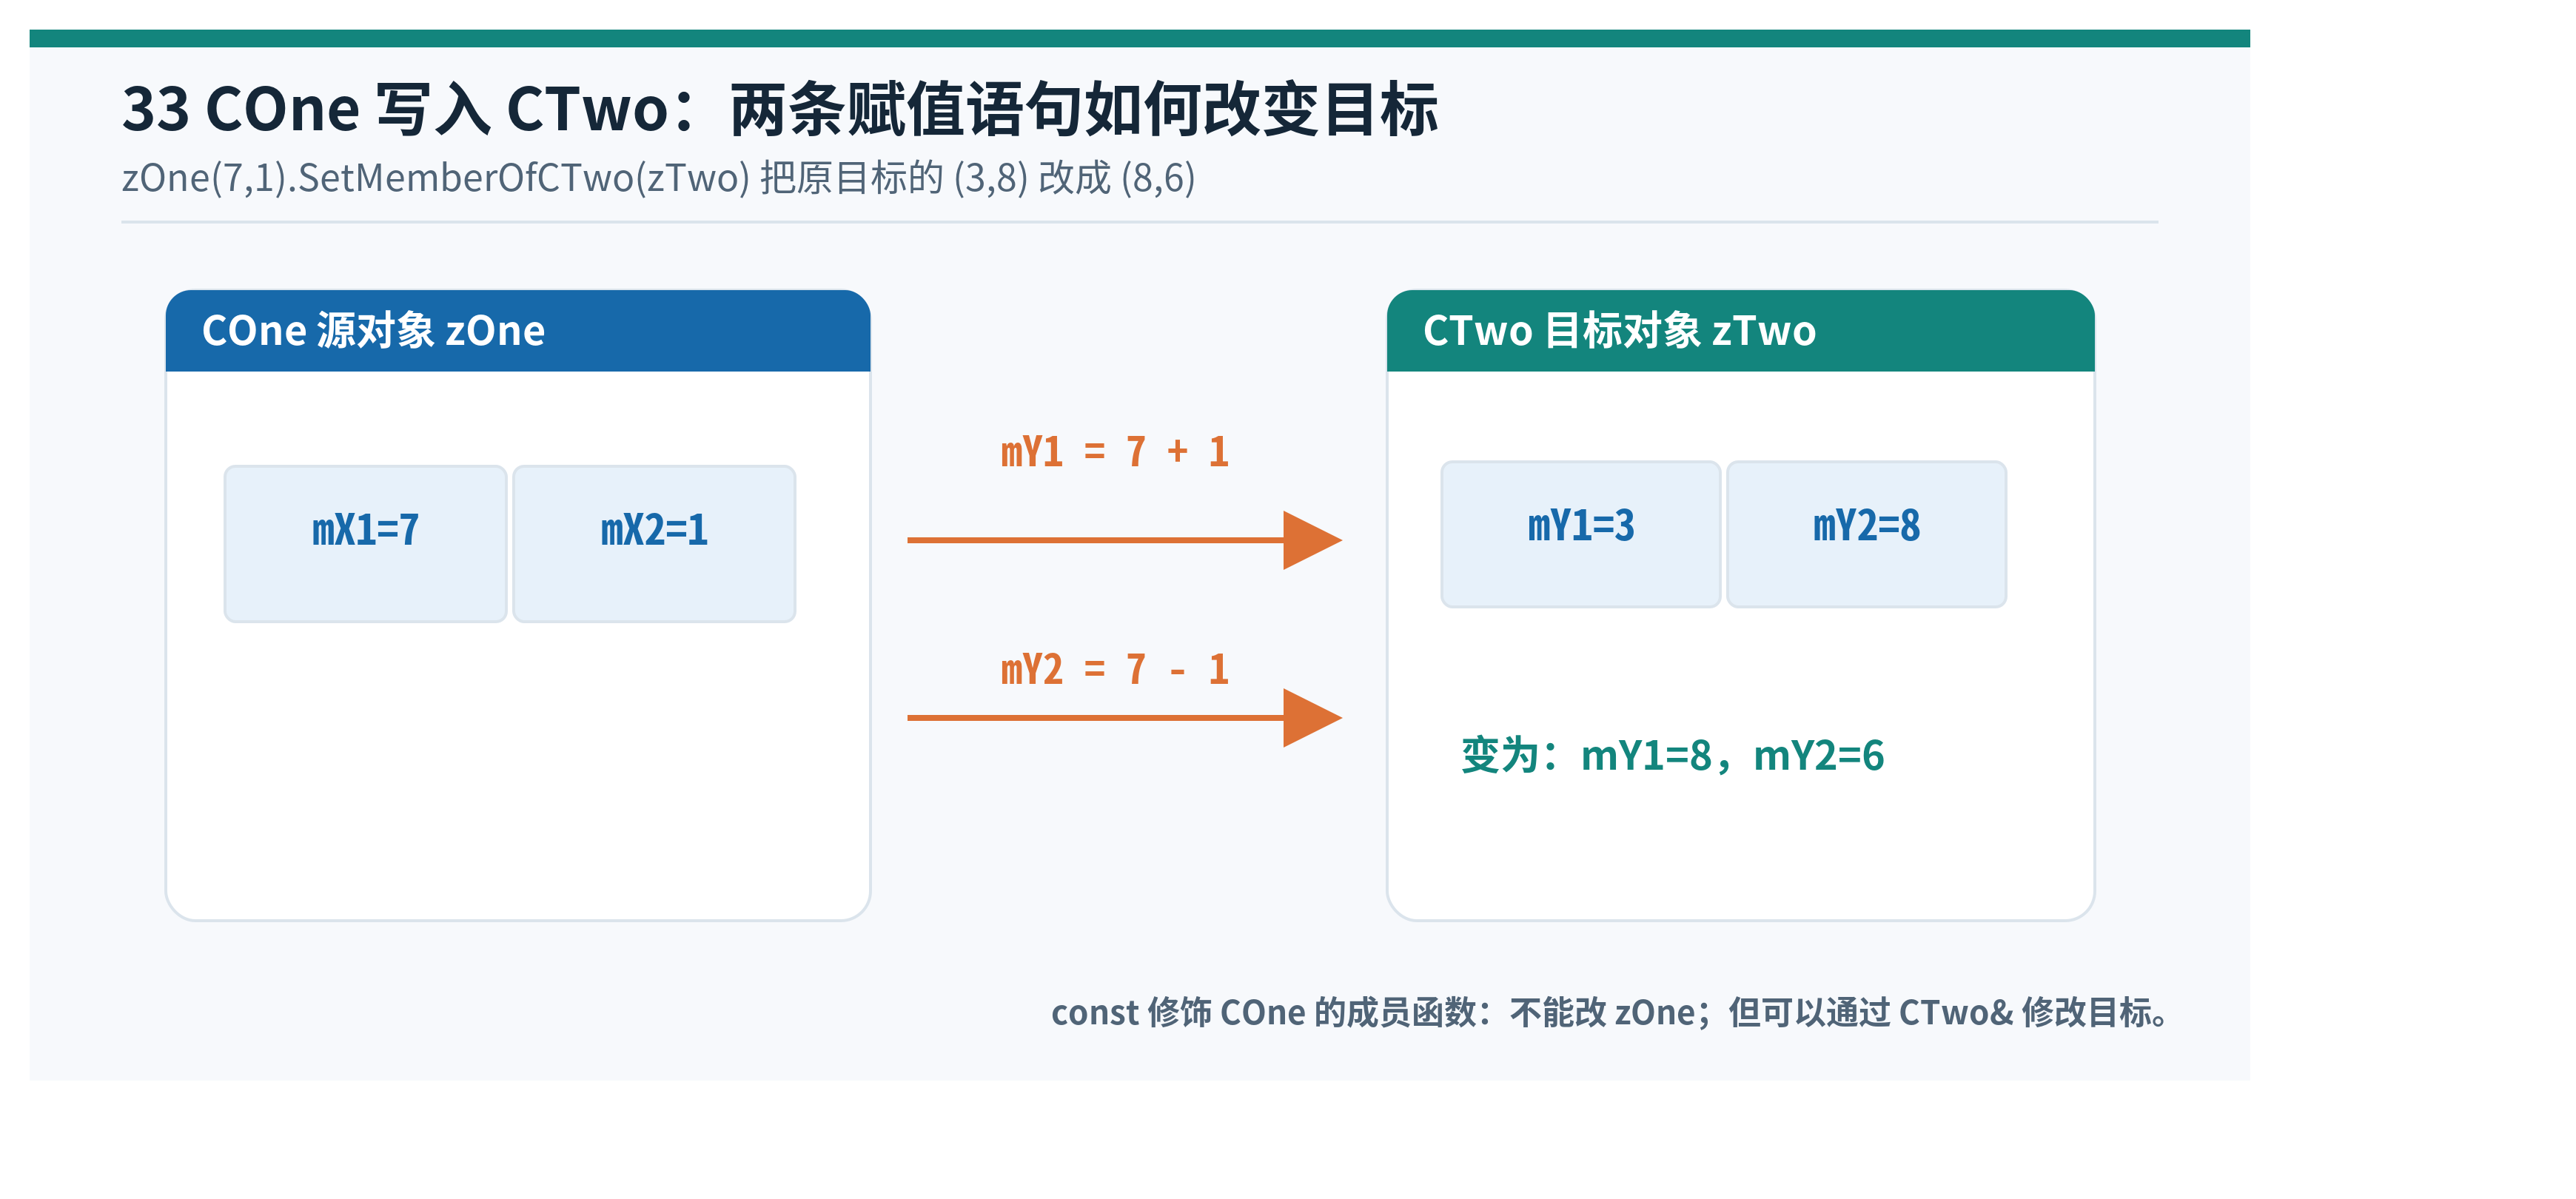 33 COne 写入 CTwo：两条赋值语句如何改变目标
zOne(7,1).SetMemberOfCTwo(zTwo) 把原目标的 (3,8) 改成 (8,6)
COne 源对象 zOne
mX1=7
mX2=1
mY1 = 7 + 1
mY2 = 7 - 1
CTwo 目标对象 zTwo
mY1=3
mY2=8
变为：mY1=8，mY2=6
const 修饰 COne 的成员函数：不能改 zOne；但可以通过 CTwo& 修改目标。